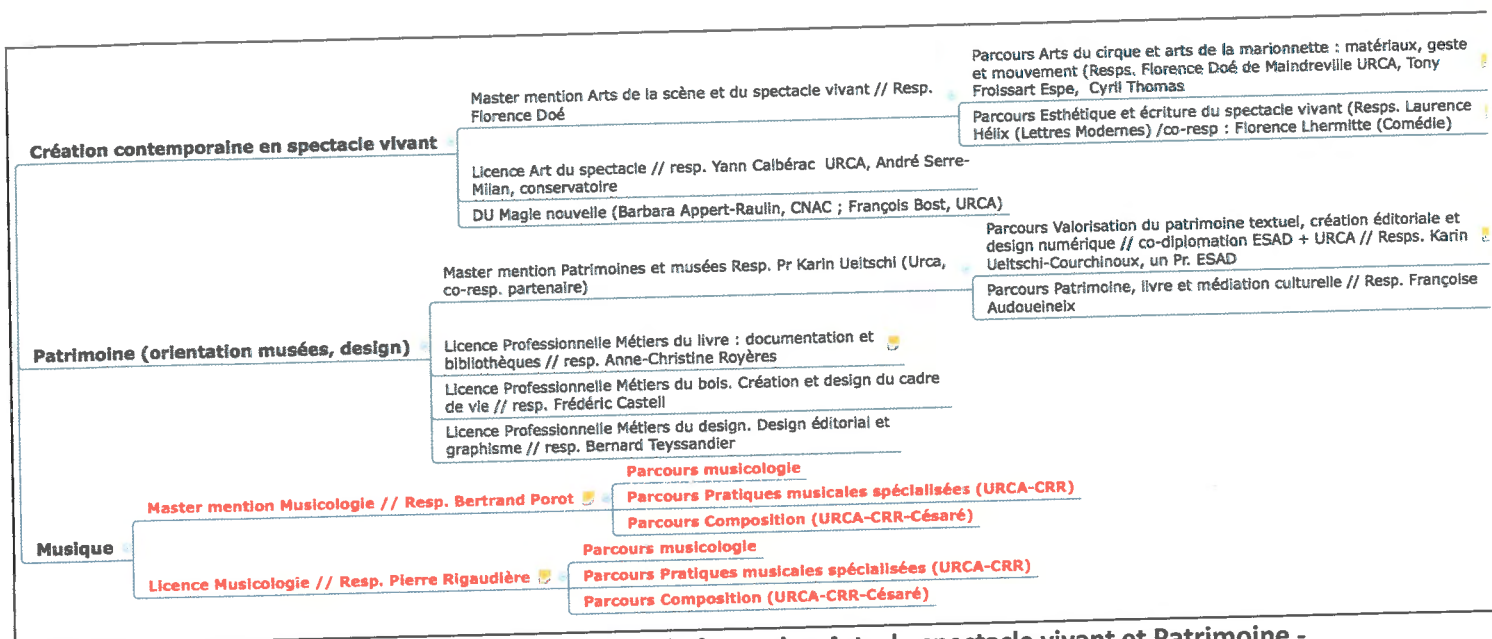 Parcours Arts du cirque et arts de la marionnette : matériaux, geste
et mouvement (Resps. Florence Doé de Maindreville URCA, Tony
Froissart Espe, Cyril Thomas
Master mention Arts de la scène et du spectacle vivant // Resp.
Florence Doé
Parcours Esthétique et écriture du spectacle vivant (Resps. Laurence
Hélix (Lettres Modernes) /co-resp : Florence Lhermitte (Comédie)
Création contemporaine en spectacle vivant
Licence Art du spectacle // resp. Yann Calbérac URCA, André Serre-
Milan, conservatoire
DU Magie nouvelle (Barbara Appert-Raulin, CNAC ; François Bost, URCA)
Parcours Valorisation du patrimoine textuel, création éditoriale et
design numérique // co-diplomation ESAD + URCA // Resps. Karin
Ueltschi-Courchinoux, un Pr. ESAD
Master mention Patrimoines et musées Resp. Pr Karin Ueltschi (Urca,
co-resp. partenaire)
Parcours Patrimoine, livre et médiation culturelle // Resp. Françoise
Audoueineix
Patrimoine (orientation musées, design)
Licence Professionnelle Métiers du livre : documentation et
bibliothèques // resp. Anne-Christine Royères
Licence Professionnelle Métiers du bois. Création et design du cadre
de vie // resp. Frédéric Castell
Licence Professionnelle Métiers du design. Design éditorial et
graphisme // resp. Bernard Teyssandier
Parcours musicologie
Master mention Musicologie // Resp. Bertrand Porot
Parcours Pratiques musicales spécialisées (URCA-CRR)
Parcours Composition (URCA-CRR-Césaré)
Musique
Parcours musicologie
Licence Musicologie // Resp. Pierre Rigaudière
Parcours Pratiques musicales spécialisées (URCA-CRR)
Parcours Composition (URCA-CRR-Césaré)
spectacle vivant et Patrimoine -